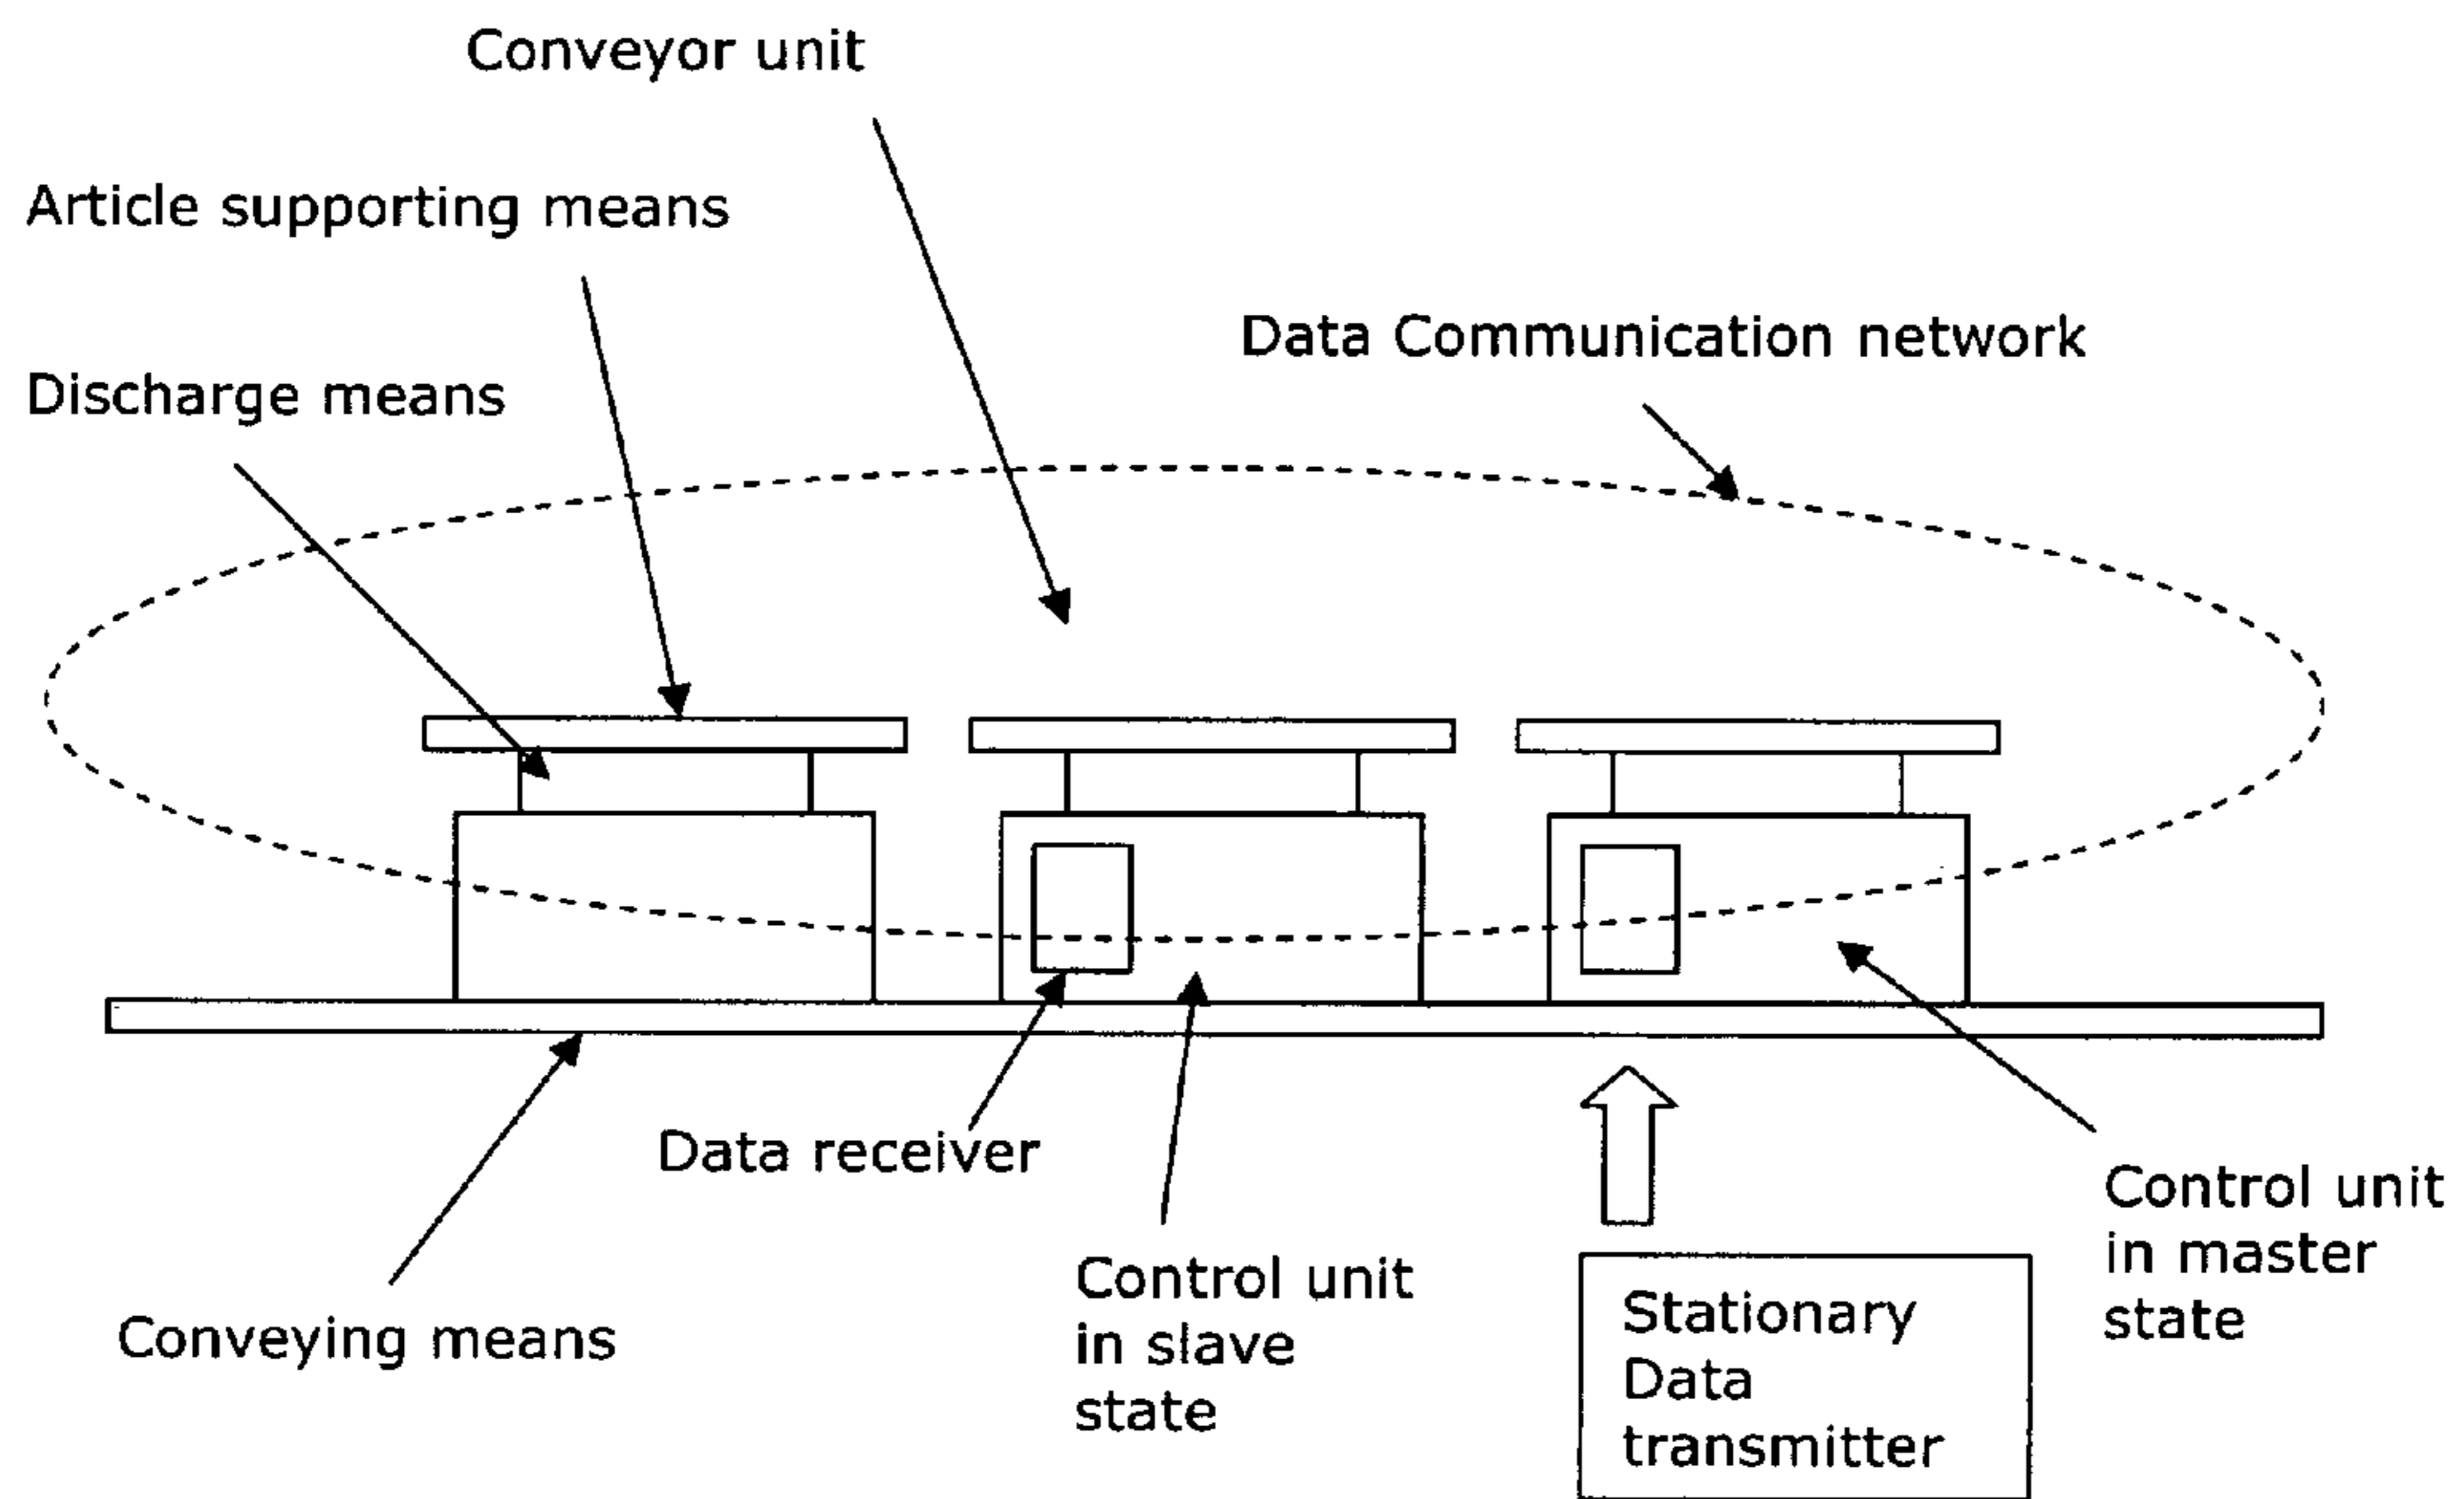 Conveyor unit
Article supporting means
Data Communication network
Discharge means
Data receiver
Control unit
in master
state
Control unit
in slave
state
Stationary
Data
transmitter
Conveying means